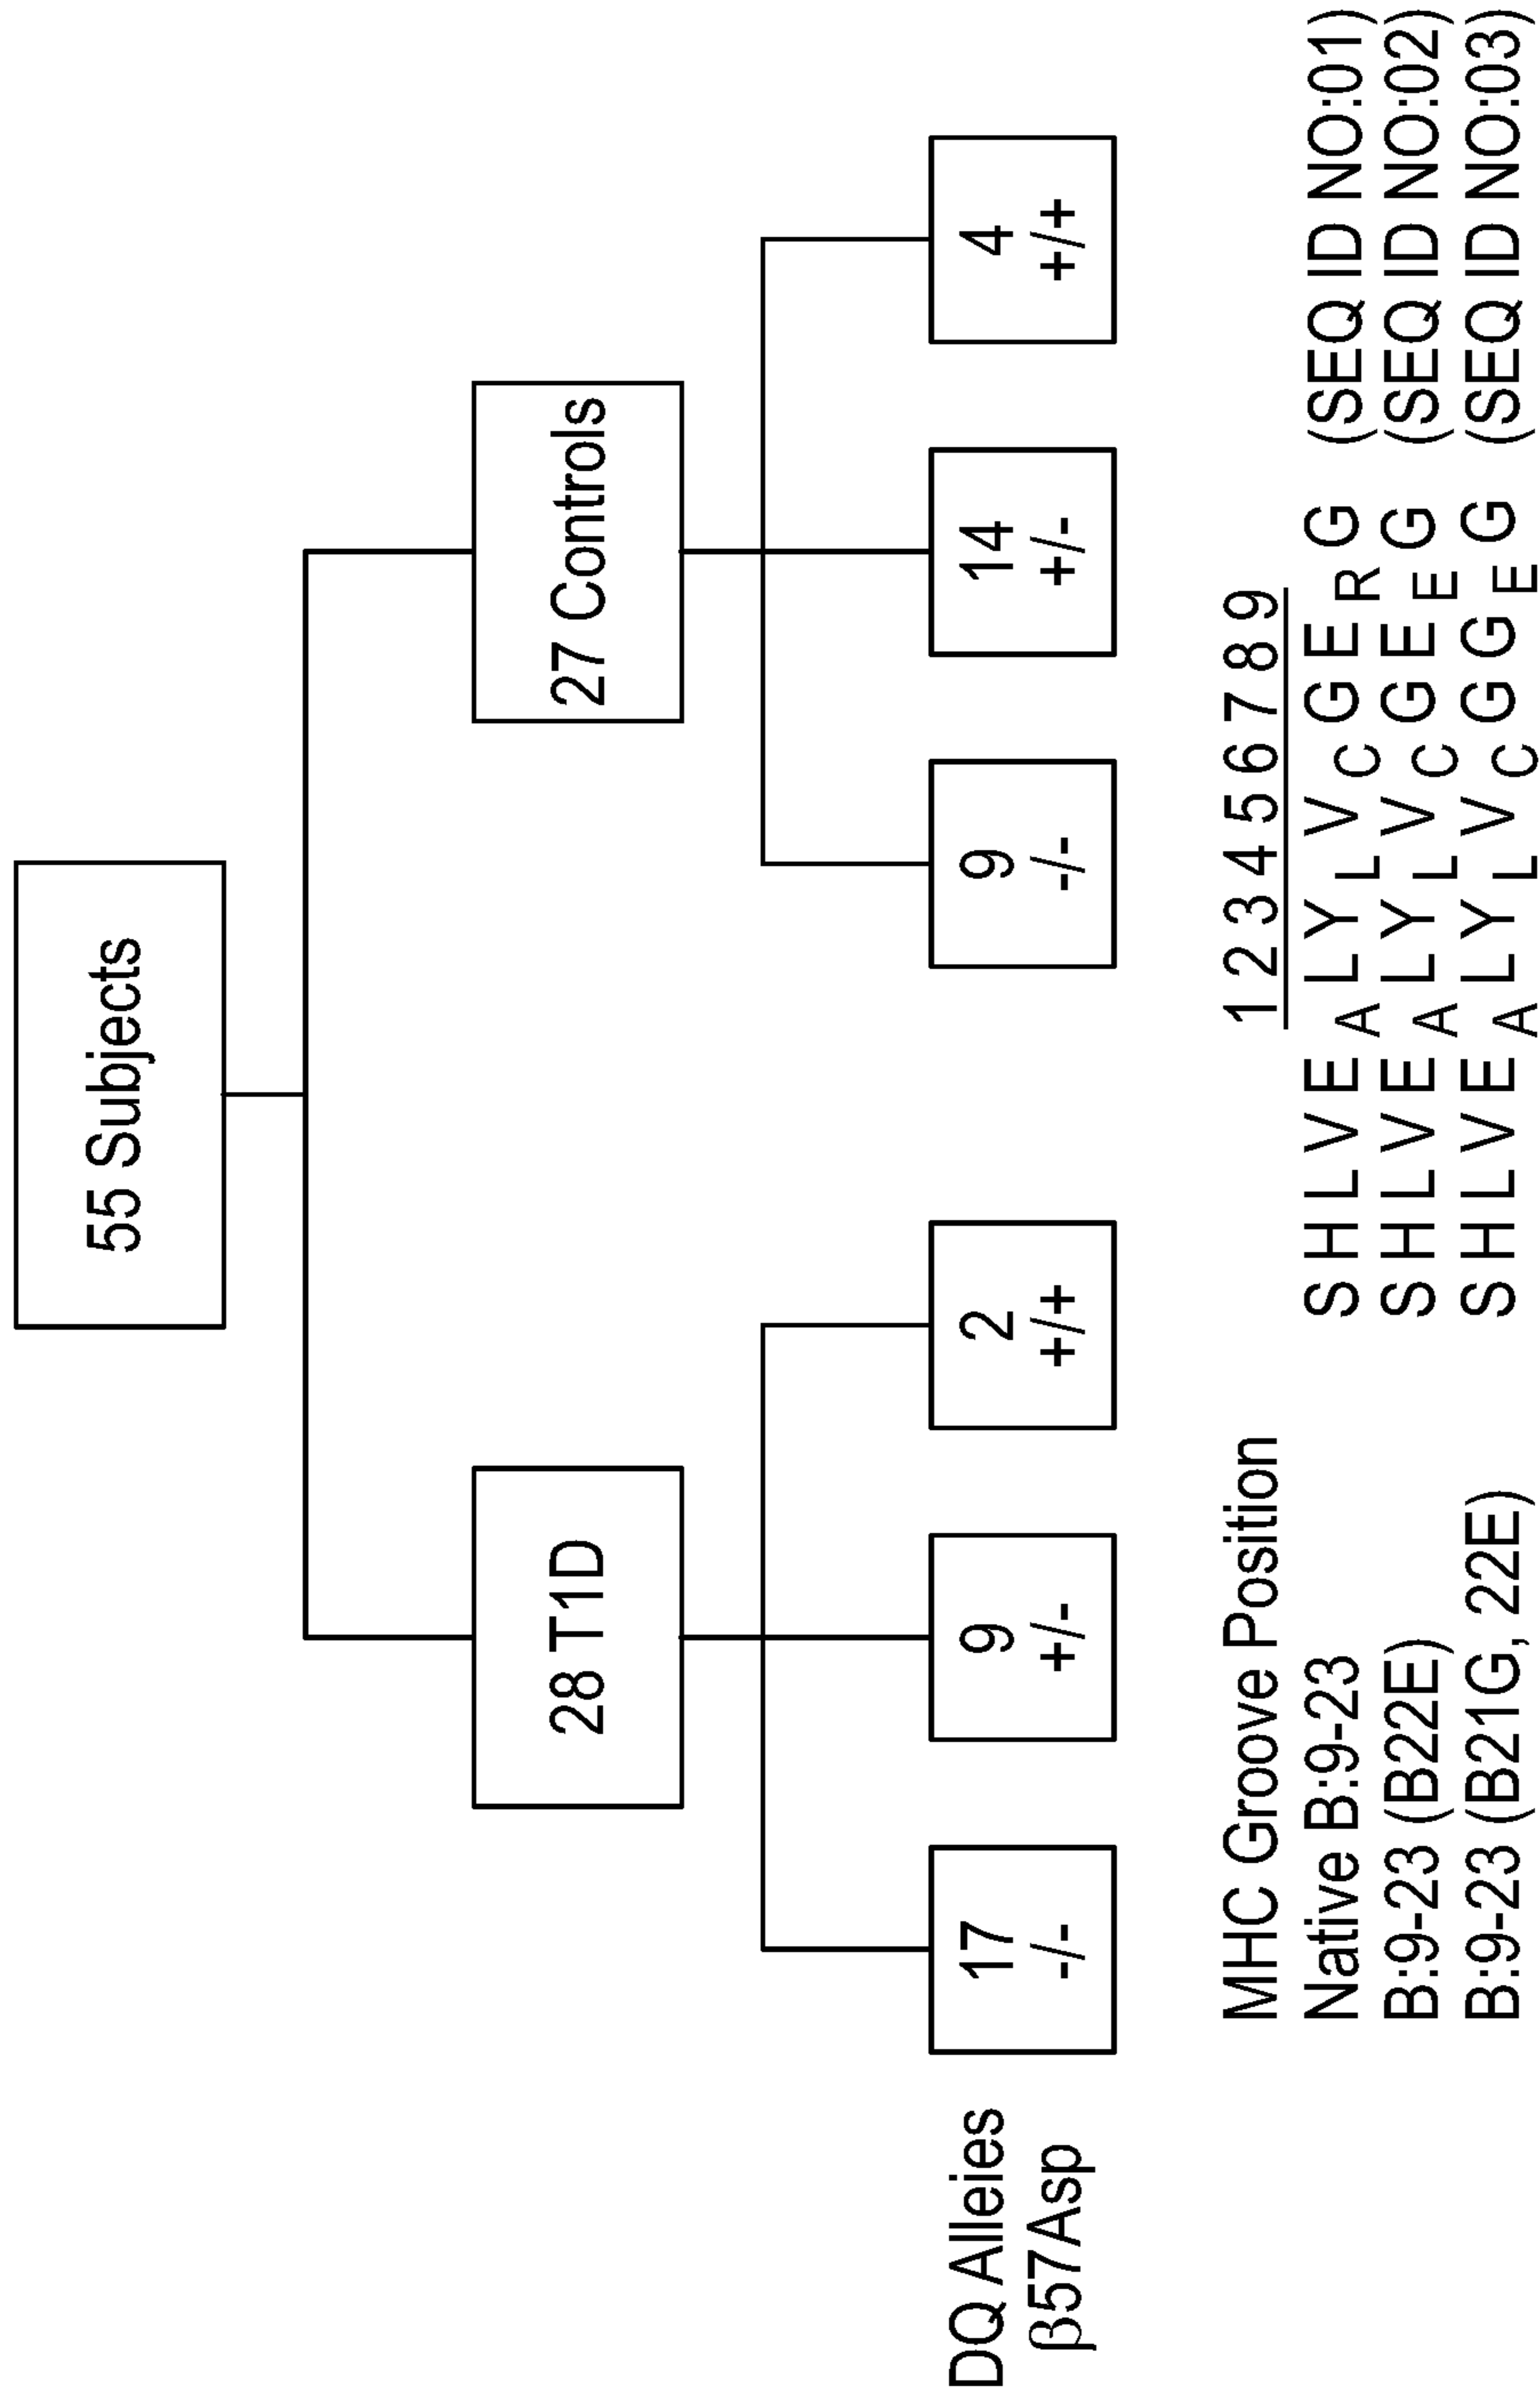 55 Subjects
28 T1D
27 Controls
DQ Alleies
β57Asp
17
-/-
9
+/-
2
+/+
9
-/-
14
+/-
4
+/+
MHC Groove Position 1 2 3 4 5 6 7 8 9
Native B:9-23 S H L V E A L Y L V C G E R G (SEQ ID NO:01)
B:9-23 (B22E) S H L V E A L Y L V C G E E G (SEQ ID NO:02)
B:9-23 (B21G, 22E) S H L V E A L Y L V C G G E G (SEQ ID NO:03)